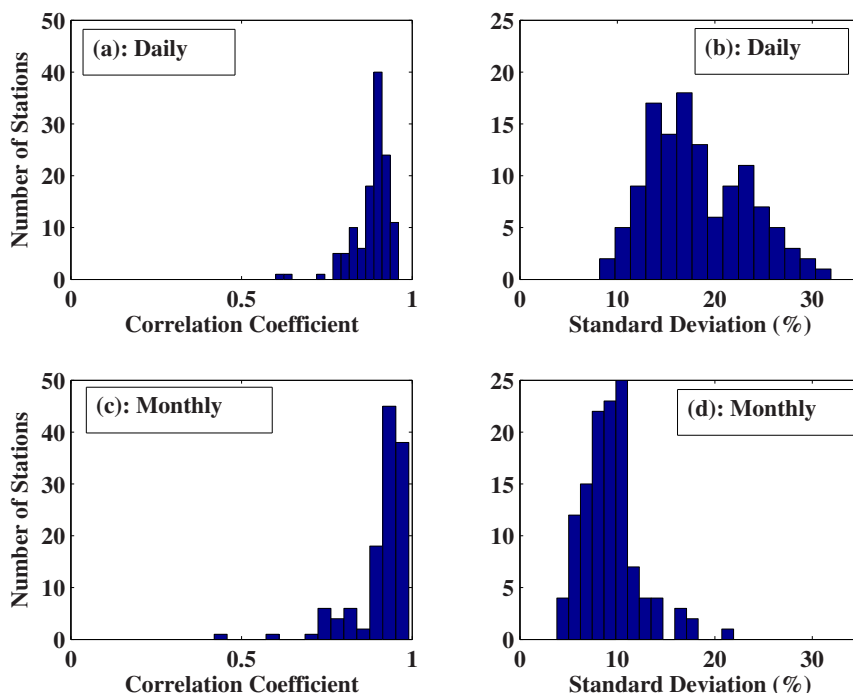 (a): Daily
50
40
30
20
10
0
Number of Stations
0 0.5 1
Correlation Coefficient
(b): Daily
25
20
15
10
5
0
0 10 20 30
Standard Deviation (%)
(c): Monthly
50
40
30
20
10
0
Number of Stations
0 0.5 1
Correlation Coefficient
(d): Monthly
25
20
15
10
5
0
0 10 20 30
Standard Deviation (%)